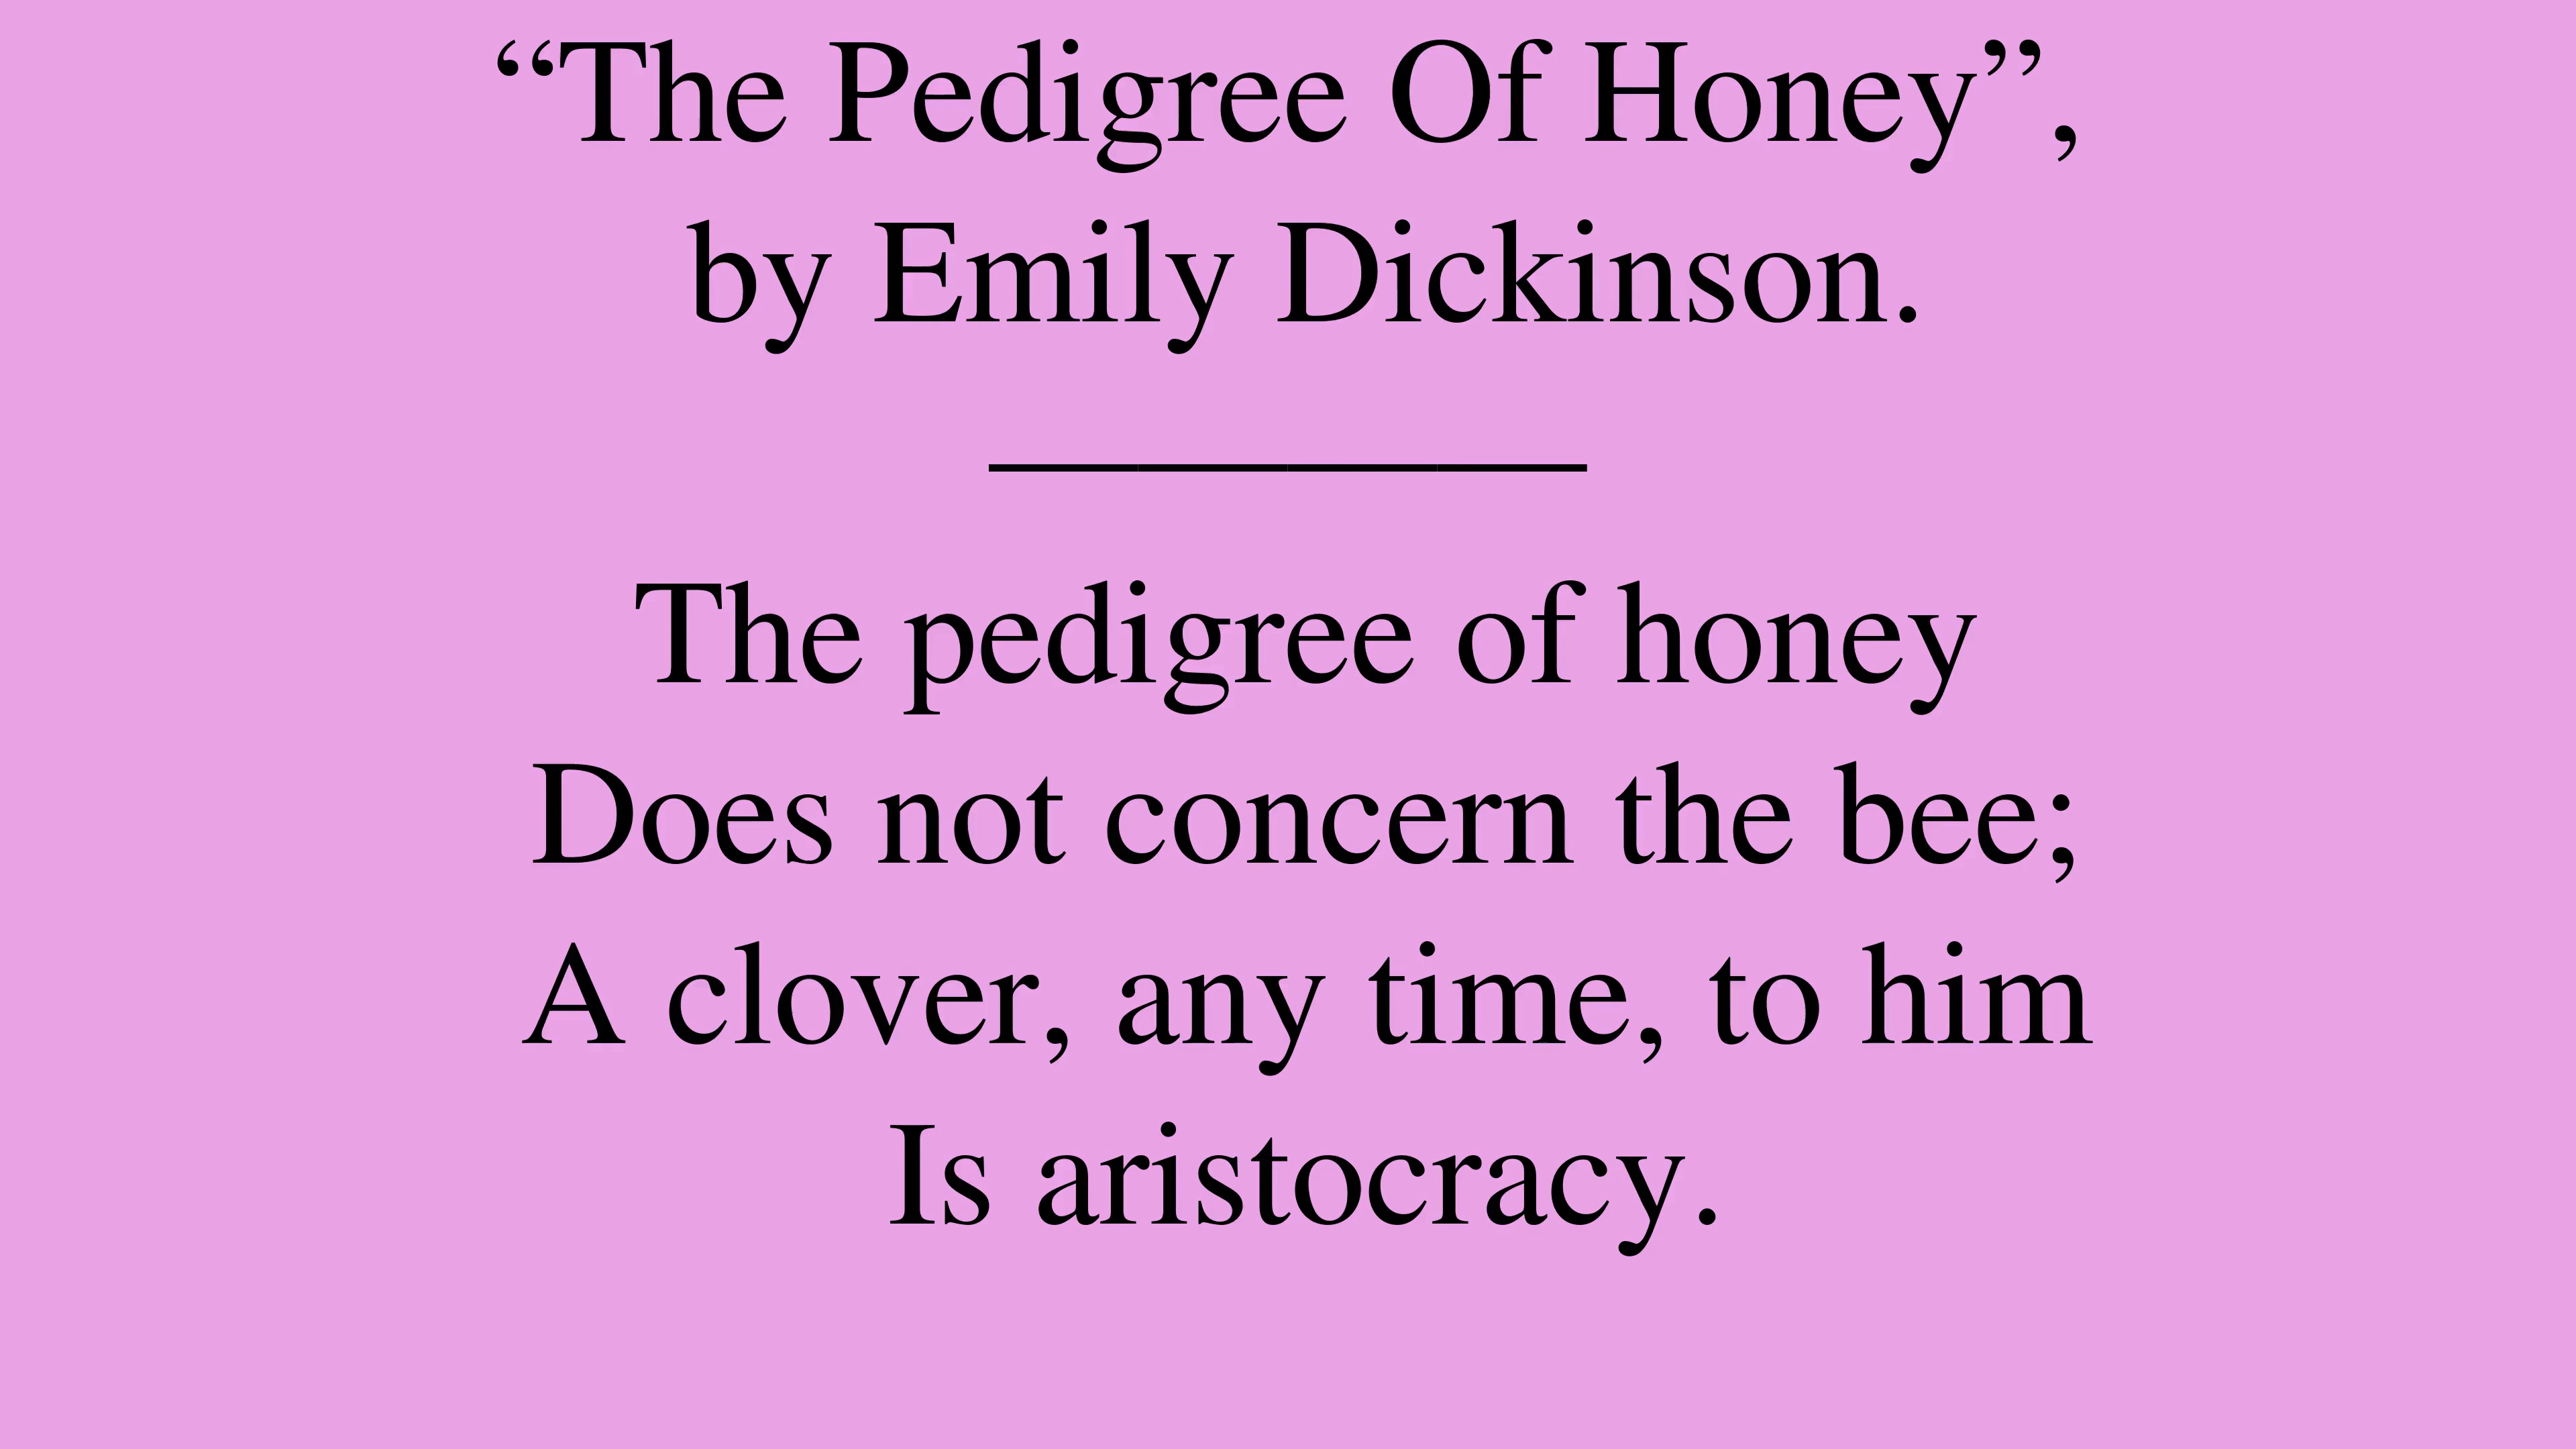 “The Pedigree Of Honey”,
by Emily Dickinson.
————
The pedigree of honey
Does not concern the bee;
A clover, any time, to him
Is aristocracy.